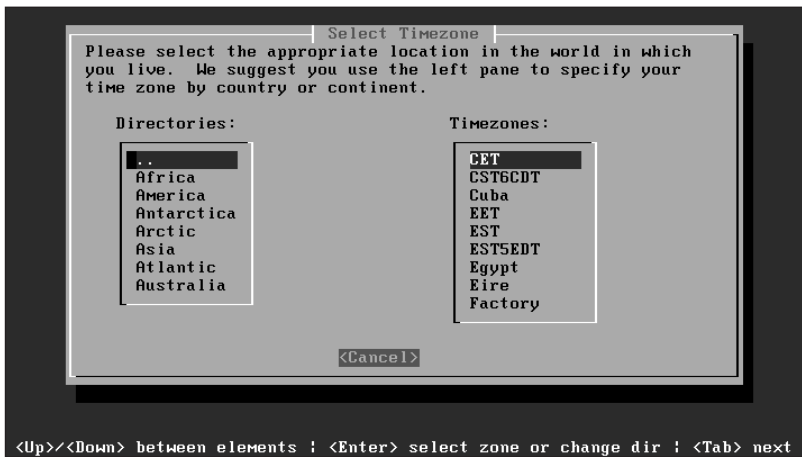 Select Timezone
Please select the appropriate location in the world in which
you live.  We suggest you use the left pane to specify your
time zone by country or continent.
Directories:
..
Africa
America
Antarctica
Arctic
Asia
Atlantic
Australia
Timezones:
CET
CST6CDT
Cuba
EET
EST
EST5EDT
Egypt
Eire
Factory
<Cancel>
<Up>/<Down> between elements ¦ <Enter> select zone or change dir ¦ <Tab> next